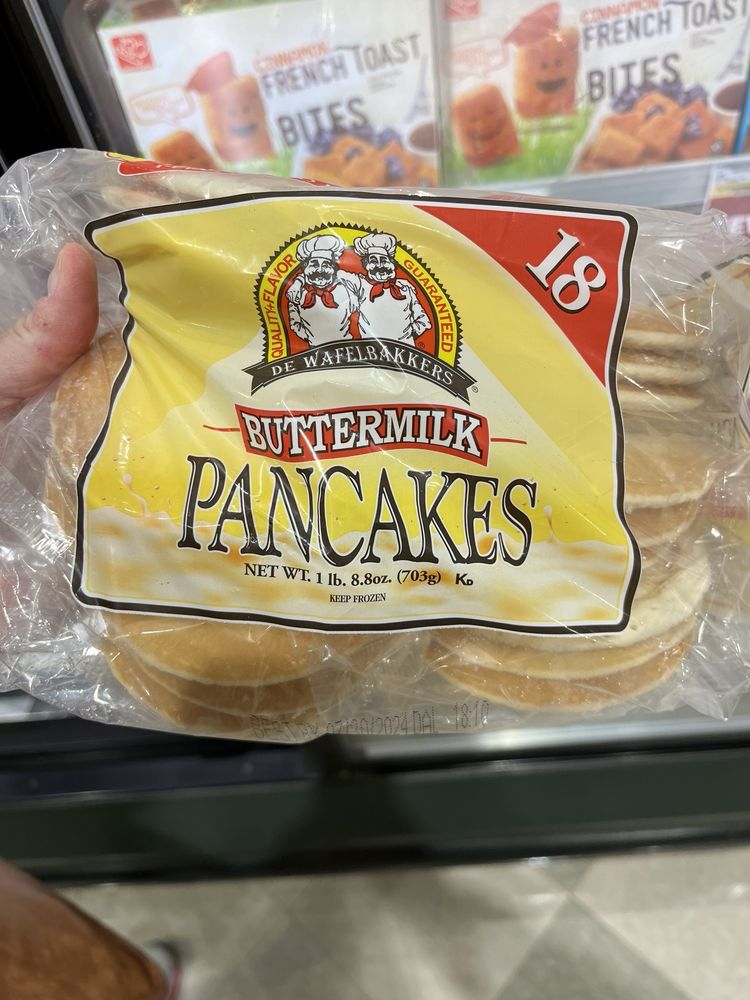 CINNAMON
FRENCH TOAST
BITES
CINNAMON
FRENCH TOAST
BITES
18
QUALITY & FLAVOR GUARANTEED
DE WAFELBAKKERS
BUTTERMILK
PANCAKES
NET WT. 1 lb. 8.8oz. (703g) KD
KEEP FROZEN